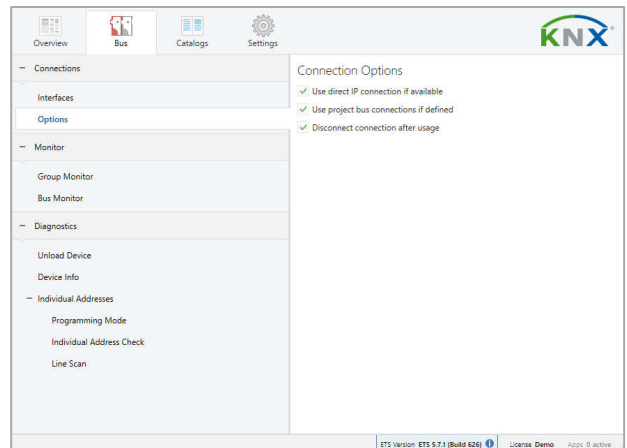 Overview Bus Catalogs Settings
KNX
Connections
Interfaces
Options
Monitor
Group Monitor
Bus Monitor
Diagnostics
Unload Device
Device Info
Individual Addresses
Programming Mode
Individual Address Check
Line Scan
Connection Options
Use direct IP connection if available
Use project bus connections if defined
Disconnect connection after usage
ETS Version ETS 5.7.1 (Build 626) License Demo Apps 0 active